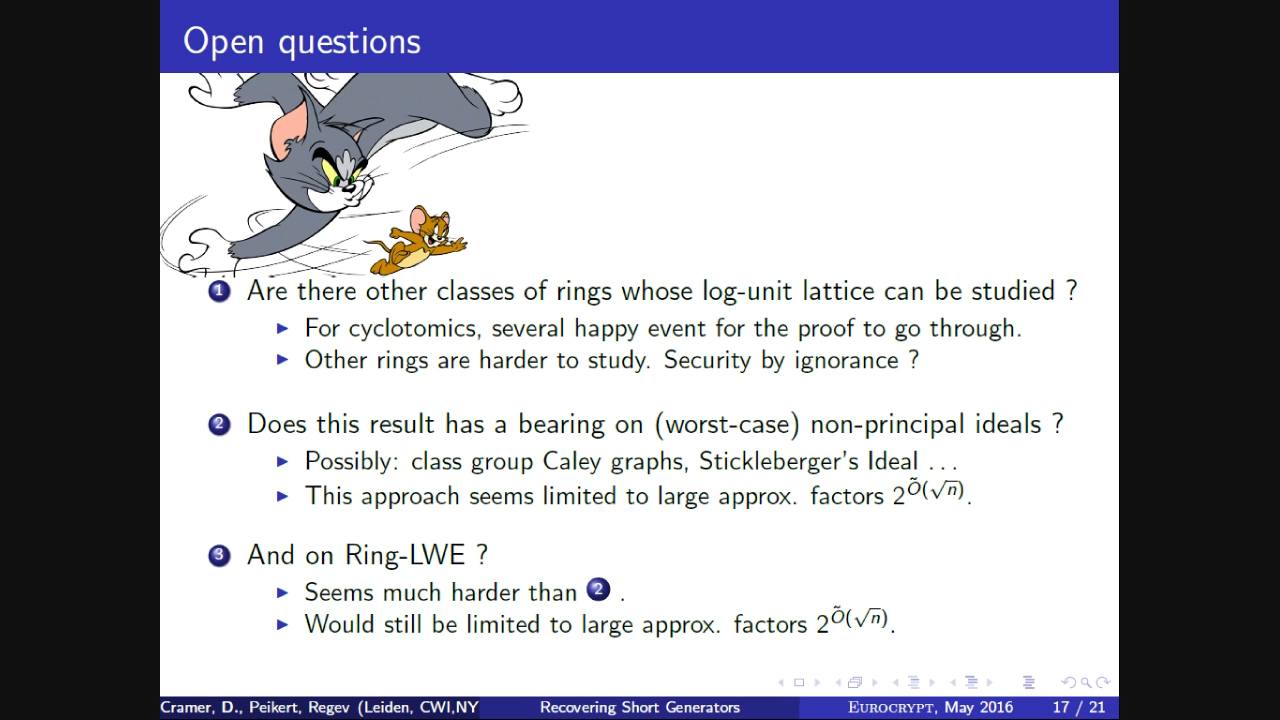 Open questions
1 Are there other classes of rings whose log-unit lattice can be studied ?
▶ For cyclotomics, several happy event for the proof to go through.
▶ Other rings are harder to study. Security by ignorance ?
2 Does this result has a bearing on (worst-case) non-principal ideals ?
▶ Possibly: class group Caley graphs, Stickleberger's Ideal ...
▶ This approach seems limited to large approx. factors 2^Õ(√n).
3 And on Ring-LWE ?
▶ Seems much harder than 2 .
▶ Would still be limited to large approx. factors 2^Õ(√n).
Cramer, D., Peikert, Regev (Leiden, CWI,NY Recovering Short Generators Eurocrypt, May 2016 17 / 21